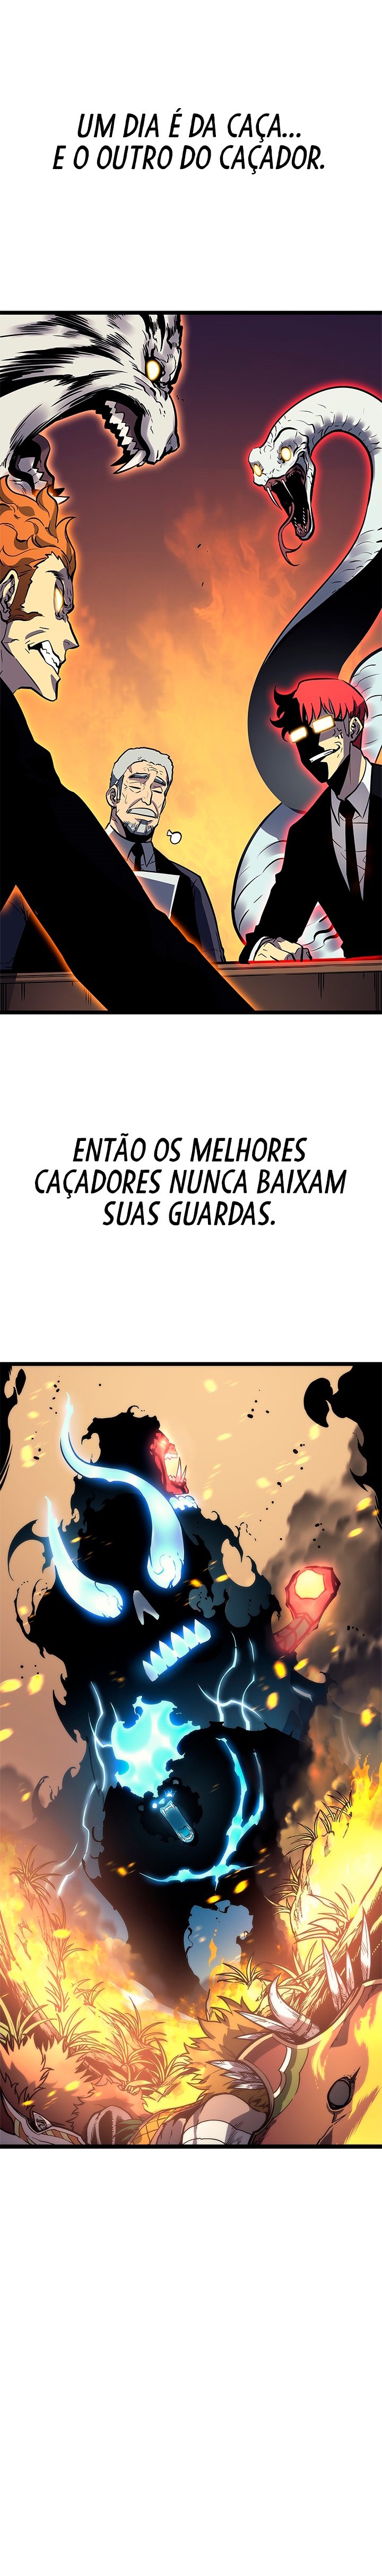 UM DIA É DA CAÇA...
E O OUTRO DO CAÇADOR.
ENTÃO OS MELHORES
CAÇADORES NUNCA BAIXAM
SUAS GUARDAS.